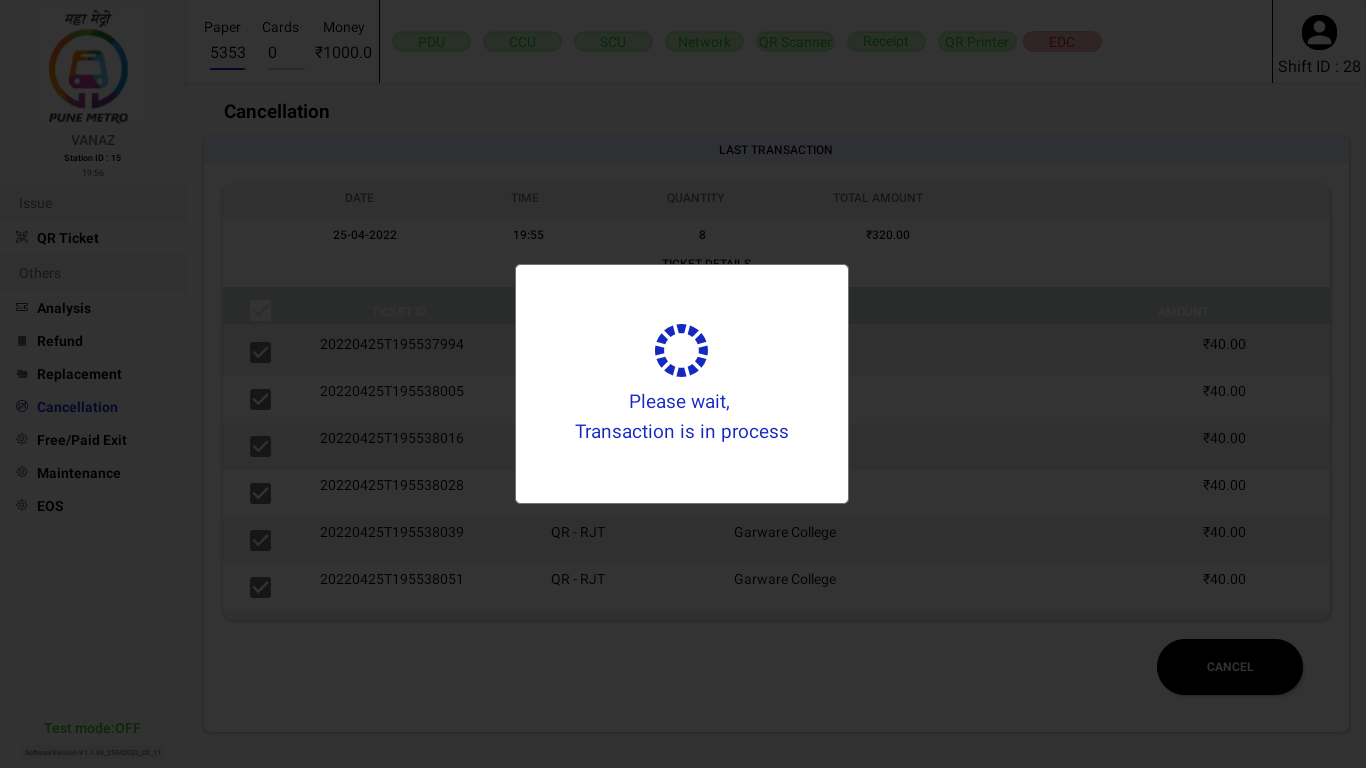 महा मेट्रो
PUNE METRO
VANAZ
Station ID : 15
19:56
Issue
QR Ticket
Others
Analysis
Refund
Replacement
Cancellation
Free/Paid Exit
Maintenance
EOS
Test mode:OFF
Paper Cards Money
5353 0 ₹1000.0
PDU CCU SCU Network QR Scanner Receipt QR Printer EDC
Shift ID : 28
Cancellation
LAST TRANSACTION
DATE TIME QUANTITY TOTAL AMOUNT
25-04-2022 19:55 8 ₹320.00
TICKET DETAILS
TICKET ID AMOUNT
20220425T195537994 ₹40.00
20220425T195538005 ₹40.00
20220425T195538016 ₹40.00
20220425T195538028 ₹40.00
20220425T195538039 QR - RJT Garware College ₹40.00
20220425T195538051 QR - RJT Garware College ₹40.00
Please wait,
Transaction is in process
CANCEL